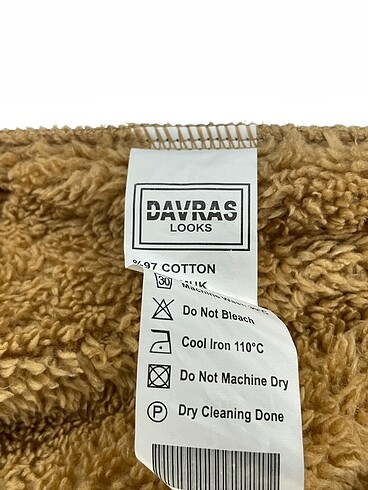 DAVRAS
LOOKS
%97 COTTON
30
Do Not Bleach
Cool Iron 110°C
Do Not Machine Dry
P Dry Cleaning Done